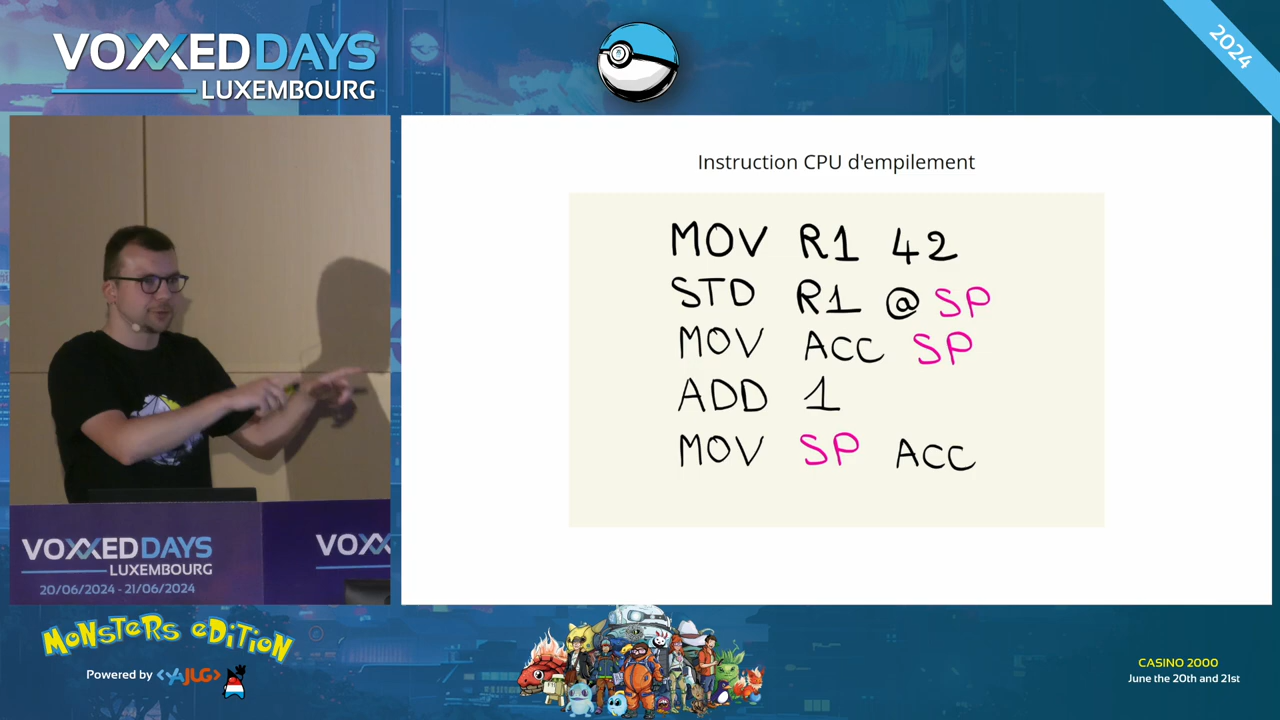 VOXXED DAYS
LUXEMBOURG
2024
Instruction CPU d'empilement
MOV R1 42
STD R1 @ SP
MOV ACC SP
ADD 1
MOV SP ACC
VOXXED DAYS
LUXEMBOURG
20/06/2024 - 21/06/2024
VOXX
MONSTERS EDITION
Powered by <YAJUG>
CASINO 2000
June the 20th and 21st